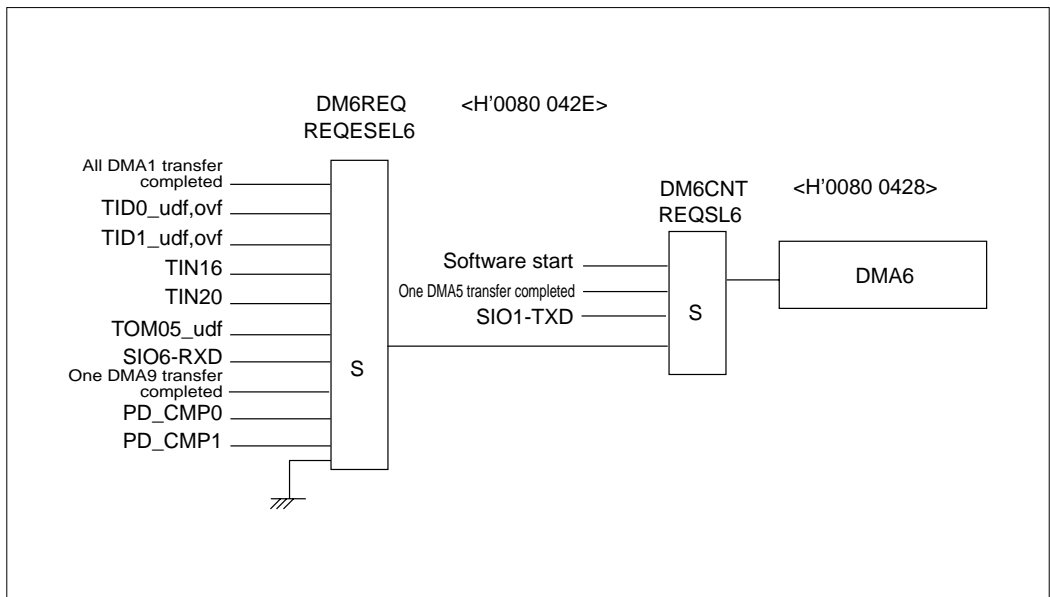 DM6REQ <H'0080 042E>
REQESEL6
All DMA1 transfer
completed
TID0_udf,ovf
TID1_udf,ovf
TIN16
TIN20
TOM05_udf
SIO6-RXD
One DMA9 transfer
completed
PD_CMP0
PD_CMP1
S
DM6CNT <H'0080 0428>
REQSL6
Software start
One DMA5 transfer completed
SIO1-TXD
S
DMA6